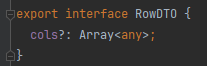 export interface RowDTO {
  cols?: Array<any>;
}